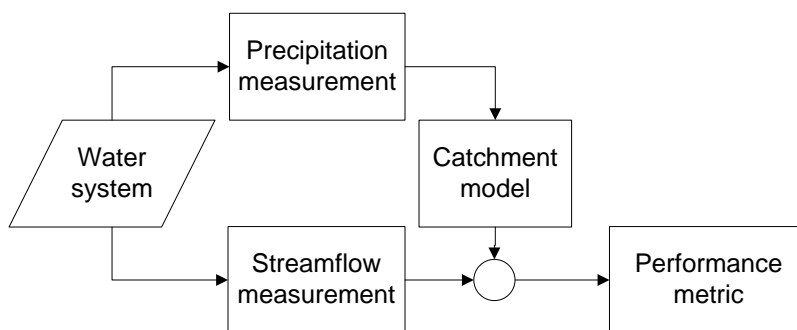 Precipitation
measurement
Water
system
Catchment
model
Streamflow
measurement
Performance
metric